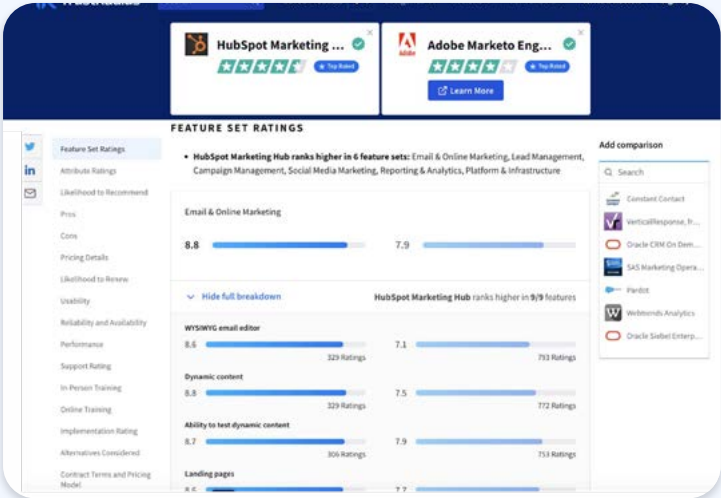 TrustRadius
HubSpot Marketing ...
Top Rated
Adobe Marketo Eng...
Top Rated
Learn More
FEATURE SET RATINGS
• HubSpot Marketing Hub ranks higher in 6 feature sets: Email & Online Marketing, Lead Management,
Campaign Management, Social Media Marketing, Reporting & Analytics, Platform & Infrastructure
Feature Set Ratings
Attribute Ratings
Likelihood to Recommend
Pros
Cons
Pricing Details
Likelihood to Renew
Usability
Reliability and Availability
Performance
Support Rating
In-Person Training
Online Training
Implementation Rating
Alternatives Considered
Contract Terms and Pricing
Model
Email & Online Marketing
8.8 7.9
Hide full breakdown HubSpot Marketing Hub ranks higher in 9/9 features
WYSIWYG email editor
8.6 7.1
329 Ratings 793 Ratings
Dynamic content
8.8 7.5
329 Ratings 772 Ratings
Ability to test dynamic content
8.7 7.9
306 Ratings 753 Ratings
Landing pages
8.6 7.7
Add comparison
Search
Constant Contact
VerticalResponse, fr...
Oracle CRM On Dem...
SAS Marketing Opera...
Pardot
Webtrends Analytics
Oracle Siebel Enterp...